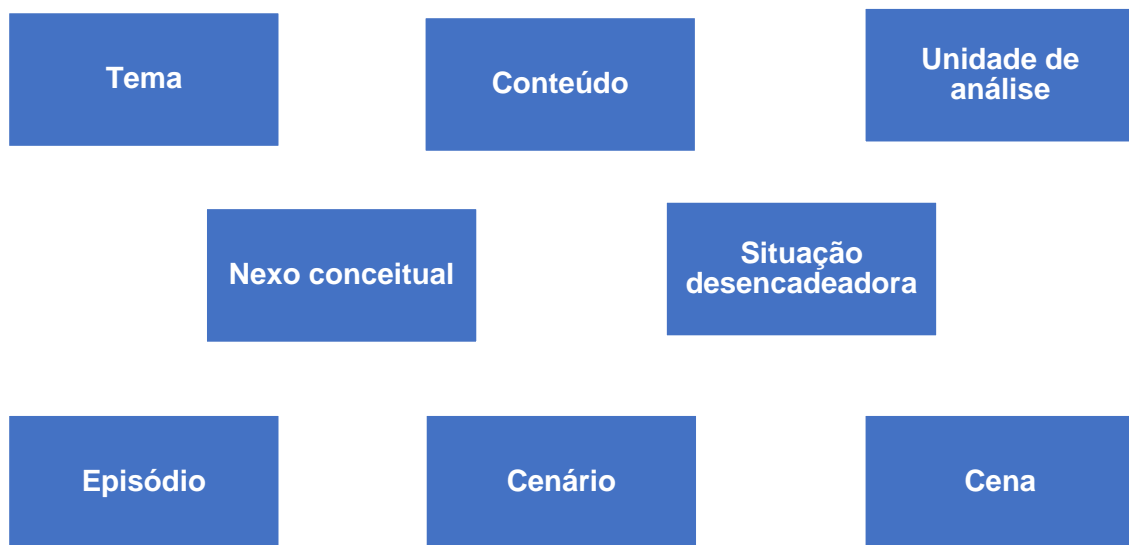 Tema
Conteúdo
Unidade de
análise
Nexo conceitual
Situação
desencadeadora
Episódio
Cenário
Cena